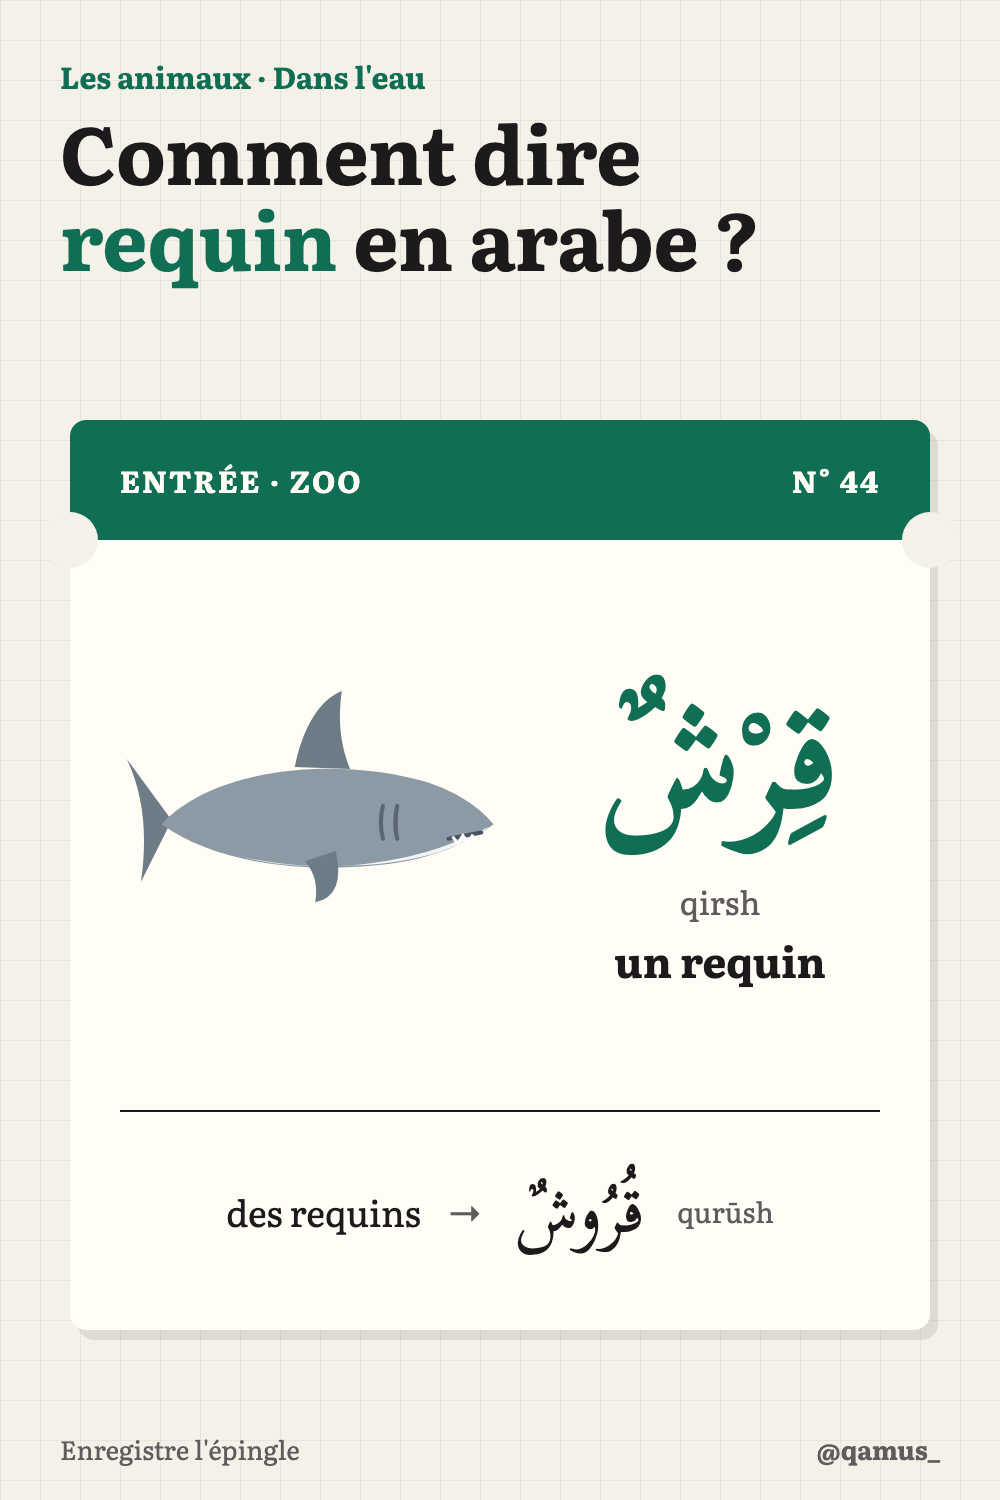 Les animaux · Dans l'eau
Comment dire
requin en arabe ?
ENTRÉE · ZOO
N° 44
قِرْشٌ
qirsh
un requin
des requins → قُرُوشٌ qurūsh
Enregistre l'épingle
@qamus_